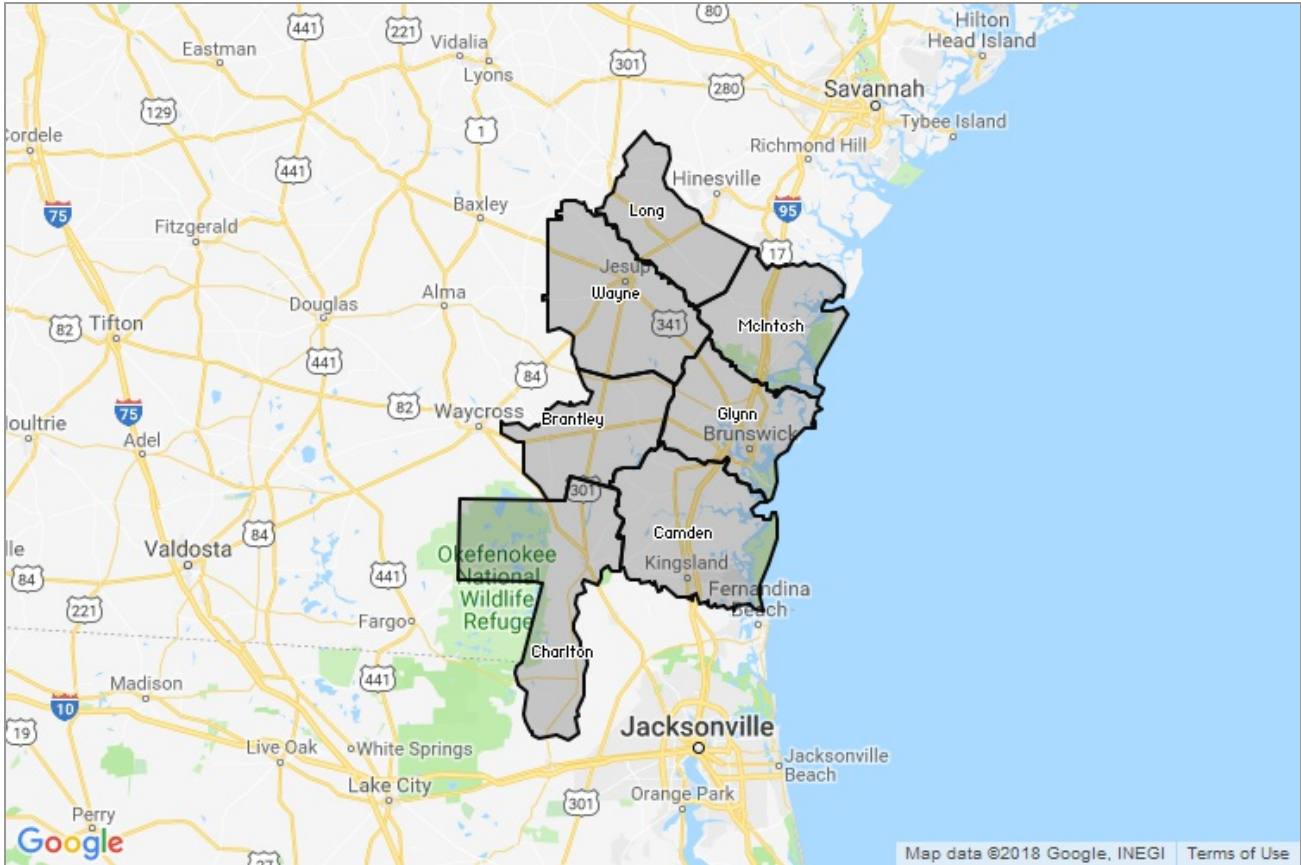 80
Hilton
Head Island
441
221
Vidalia
Eastman
Lyons
301
280
Savannah
129
1
Tybee Island
Cordele
Richmond Hill
441
Hinesville
75
Baxley
Long
95
Fitzgerald
17
Jesup
Douglas
Alma
Wayne
82
Tifton
341
McIntosh
441
84
75
82
Waycross
Brantley
Glynn
Brunswick
oultrie
Adel
301
84
Camden
Valdosta
lle
Okefenokee
National
Wildlife
Refuge
Kingsland
84
441
Fernandina
Beach
221
Fargo
Charlton
441
Madison
10
19
Jacksonville
Live Oak
White Springs
Jacksonville
Beach
Lake City
301
Orange Park
Perry
Google
27
Map data ©2018 Google, INEGI
Terms of Use